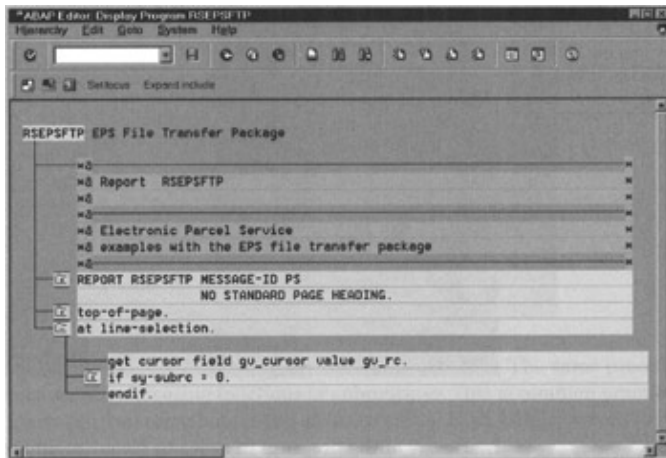 *ABAP Editor: Display Program RSEPSFTP
Hierarchy Edit Goto System Help
Set focus Expand include
RSEPSFTP EPS File Transfer Package
*&
*& Report RSEPSFTP
*&
*&
*& Electronic Parcel Service
*& examples with the EPS file transfer package
*&
REPORT RSEPSFTP MESSAGE-ID PS
NO STANDARD PAGE HEADING.
top-of-page.
at line-selection.
get cursor field gv_cursor value gv_rc.
if sy-subrc = 0.
endif.